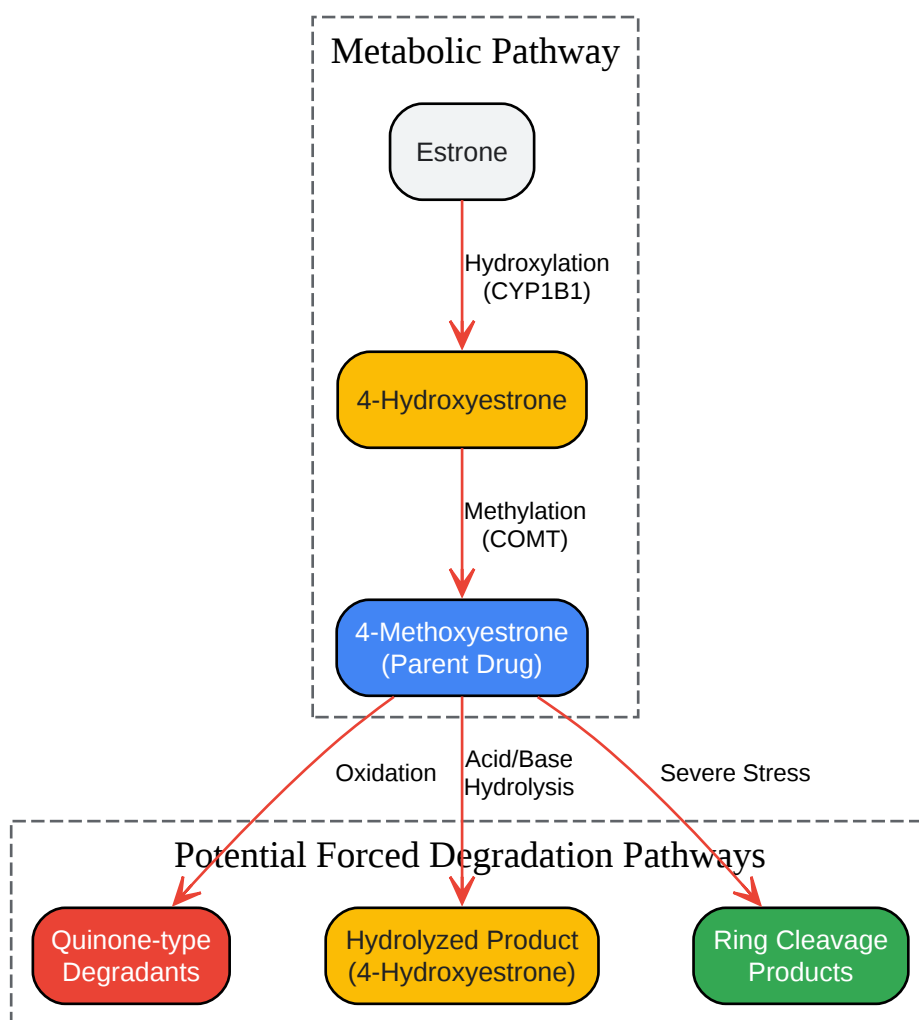 Metabolic Pathway
Estrone
Hydroxylation
(CYP1B1)
4-Hydroxyestrone
Methylation
(COMT)
4-Methoxyestrone
(Parent Drug)
Oxidation
Acid/Base
Hydrolysis
Severe Stress
Potential Forced Degradation Pathways
Quinone-type
Degradants
Hydrolyzed Product
(4-Hydroxyestrone)
Ring Cleavage
Products